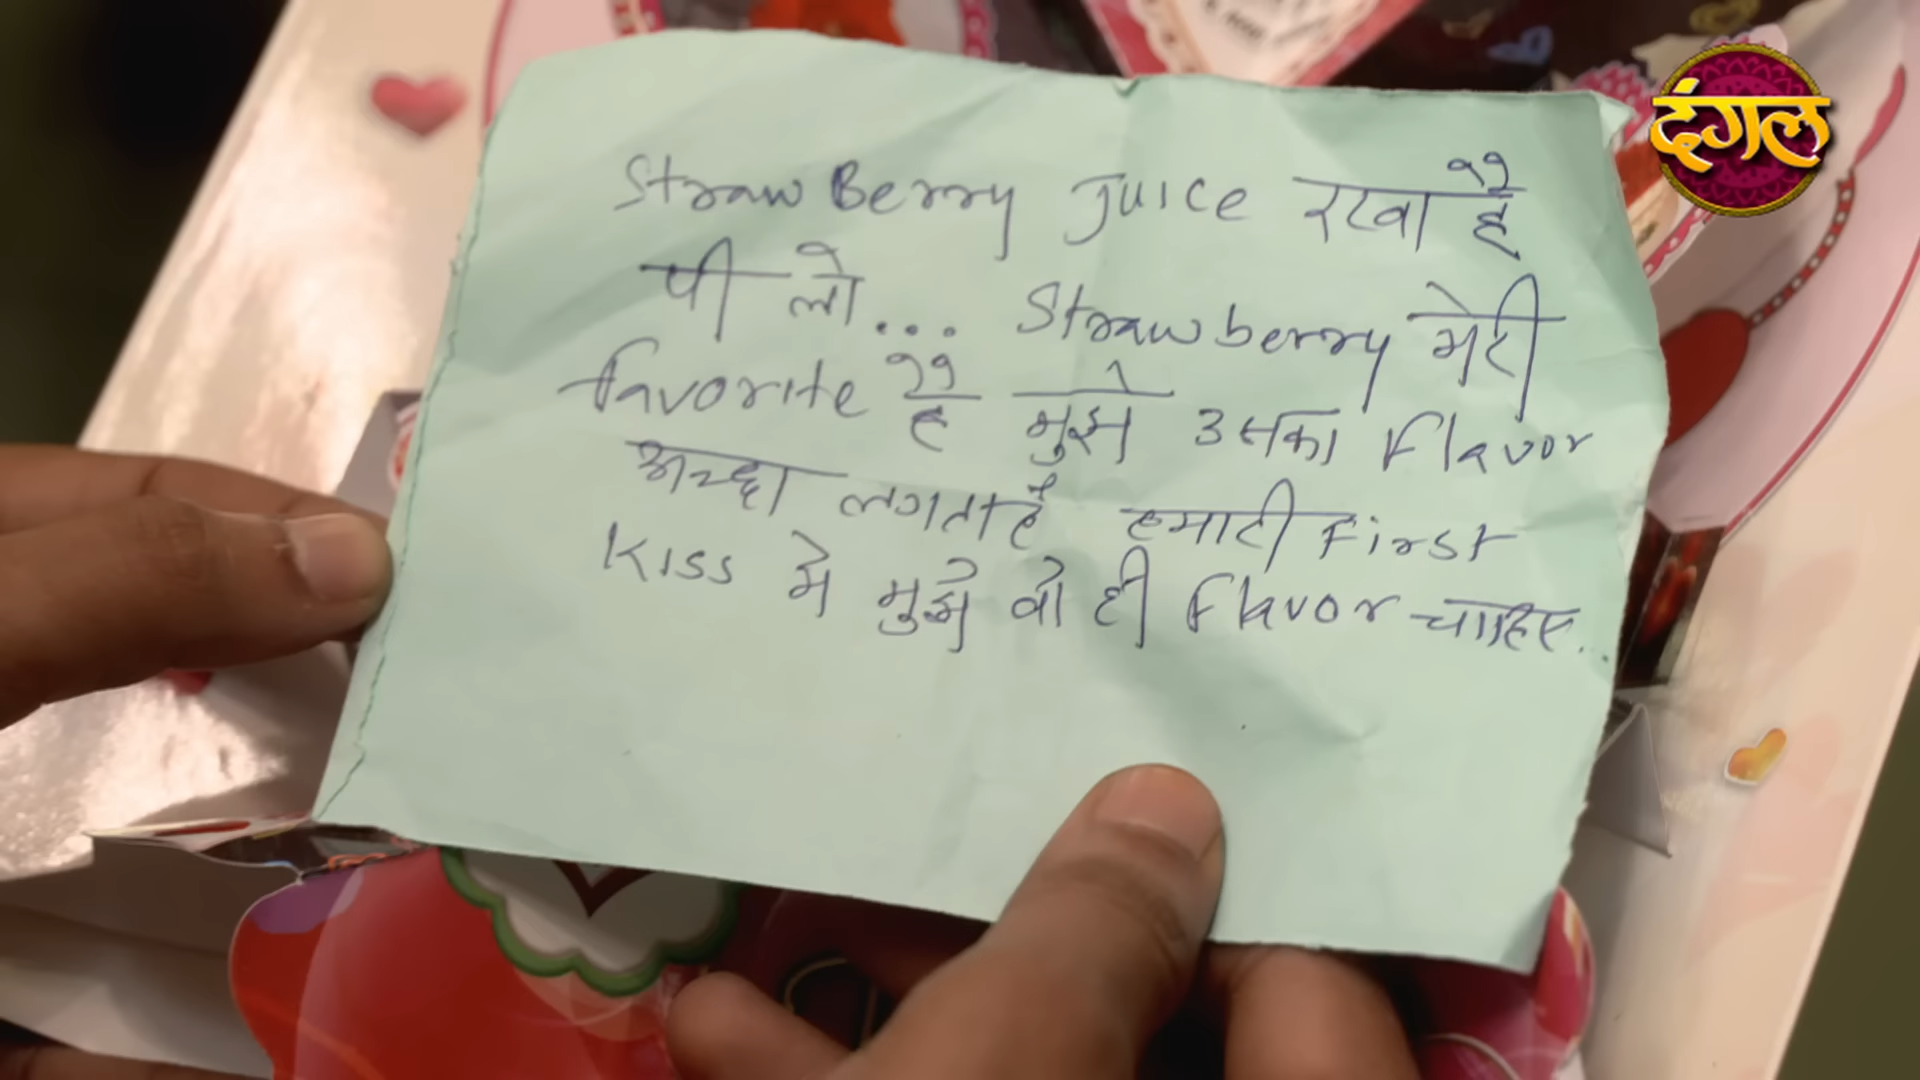 दंगल
StrawBerry Juice रखा है
पी लो... Strawberry मेरी
favorite है मुझे उसका flavor
अच्छा लगता है हमारी First
Kiss मे मुझे वो ही flavor चाहिए...